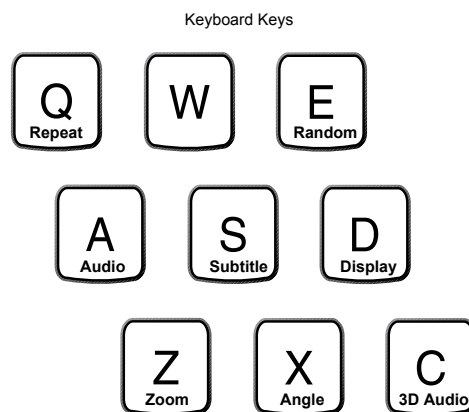 Keyboard Keys
Q
Repeat
W
E
Random
A
Audio
S
Subtitle
D
Display
Z
Zoom
X
Angle
C
3D Audio